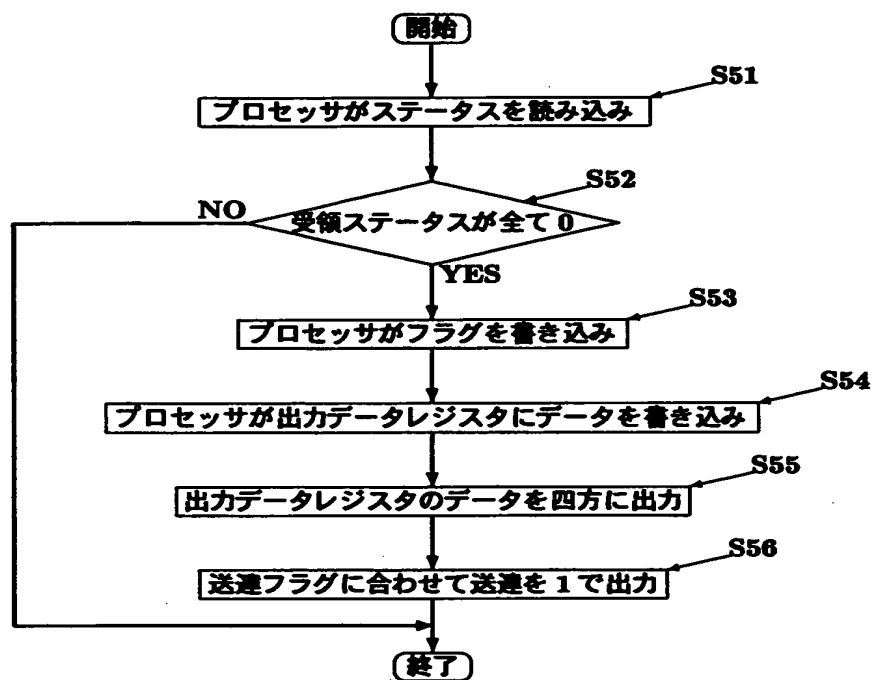 開始
S51
プロセッサがステータスを読み込み
S52
NO
受領ステータスが全て 0
YES
S53
プロセッサがフラグを書き込み
S54
プロセッサが出力データレジスタにデータを書き込み
S55
出力データレジスタのデータを四方に出力
S56
送達フラグに合わせて送達を 1 で出力
終了